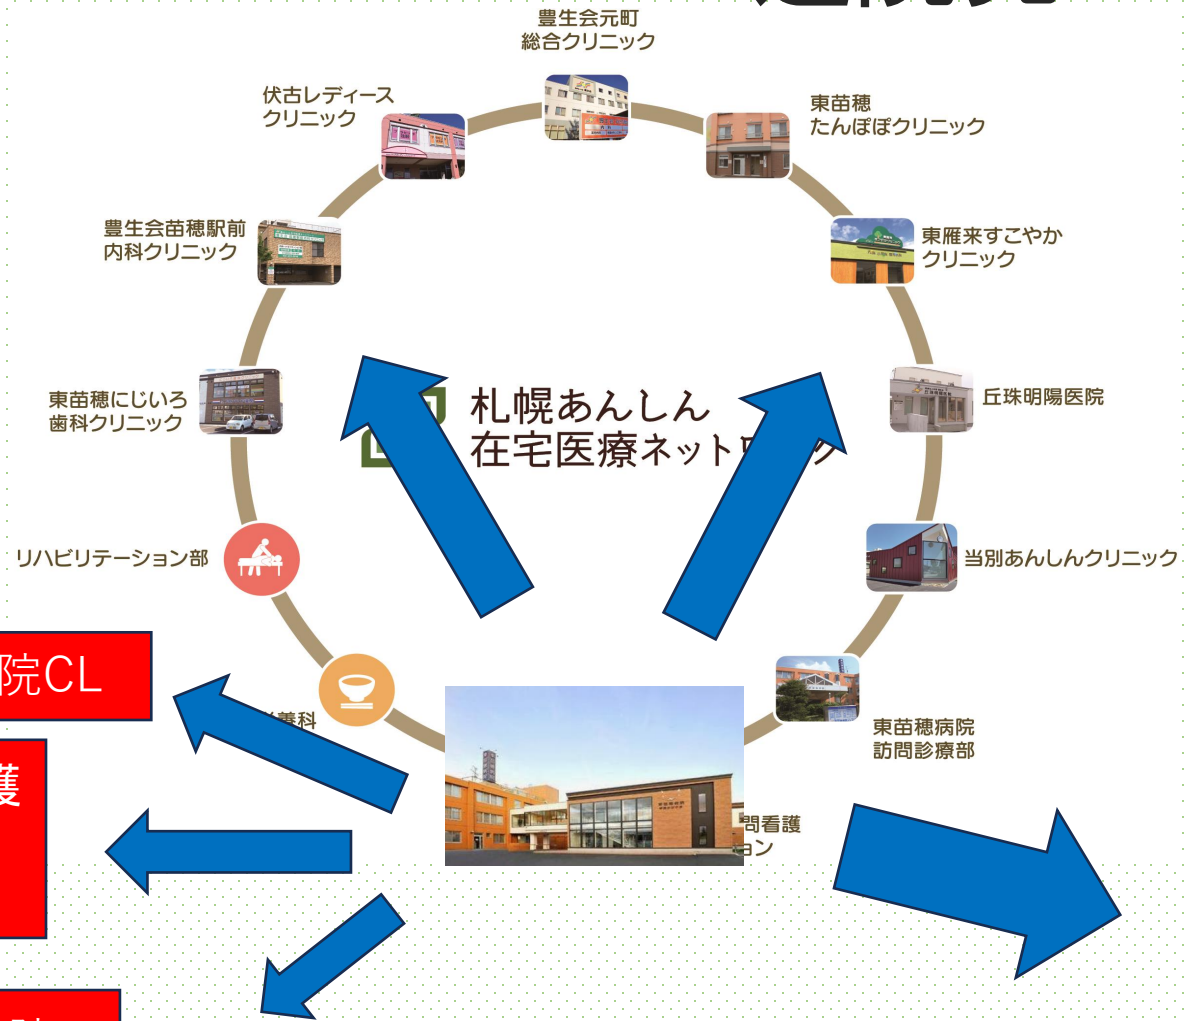 豊生会元町
総合クリニック
伏古レディース
クリニック
東苗穂
たんぽぽクリニック
豊生会苗穂駅前
内科クリニック
東雁来すこやか
クリニック
東苗穂にじいろ
歯科クリニック
札幌あんしん
在宅医療ネット
ク
丘珠明陽医院
リハビリテーション部
当別あんしんクリニック
院CL
養科
東苗穂病院
訪問診療部
護
問看護
ョン